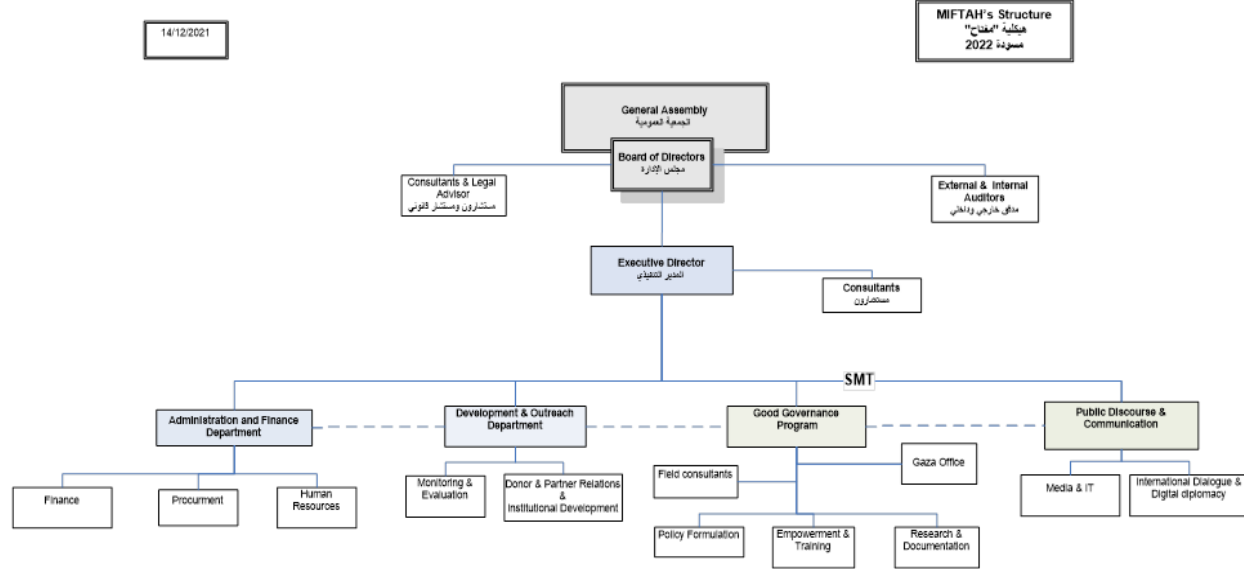 14/12/2021
MIFTAH's Structure
هيكلية "مفتاح"
مسودة 2022
General Assembly
الجمعية العمومية
Board of Directors
مجلس الإدارة
Consultants & Legal
Advisor
مستشارون ومستشار قانوني
External & Internal
Auditors
مدقق خارجي وداخلي
Executive Director
المدير التنفيذي
Consultants
مستشارون
SMT
Administration and Finance
Department
Development & Outreach
Department
Good Governance
Program
Public Discourse &
Communication
Finance
Procurment
Human
Resources
Monitoring &
Evaluation
Donor & Partner Relations
&
Institutional Development
Field consultants
Gaza Office
Policy Formulation
Empowerment &
Training
Research &
Documentation
Media & IT
International Dialogue &
Digital diplomacy